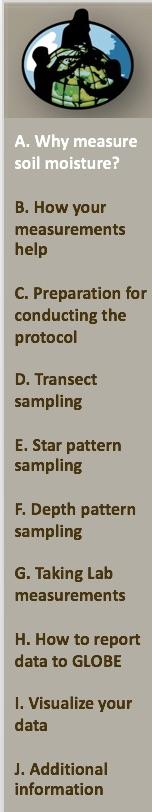 A. Why measure
soil moisture?
B. How your
measurements
help
C. Preparation for
conducting the
protocol
D. Transect
sampling
E. Star pattern
sampling
F. Depth pattern
sampling
G. Taking Lab
measurements
H. How to report
data to GLOBE
I. Visualize your
data
J. Additional
information